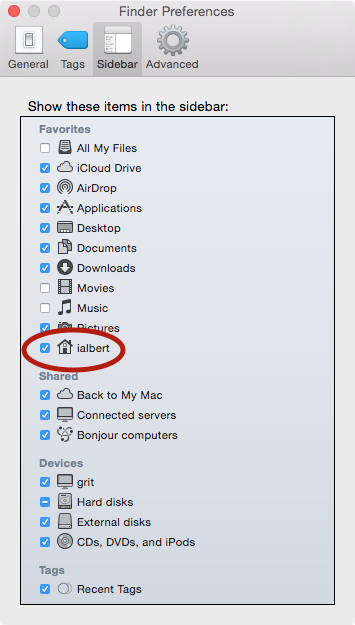 Finder Preferences
General Tags Sidebar Advanced
Show these items in the sidebar:
Favorites
All My Files
iCloud Drive
AirDrop
Applications
Desktop
Documents
Downloads
Movies
Music
Pictures
ialbert
Shared
Back to My Mac
Connected servers
Bonjour computers
Devices
grit
Hard disks
External disks
CDs, DVDs, and iPods
Tags
Recent Tags